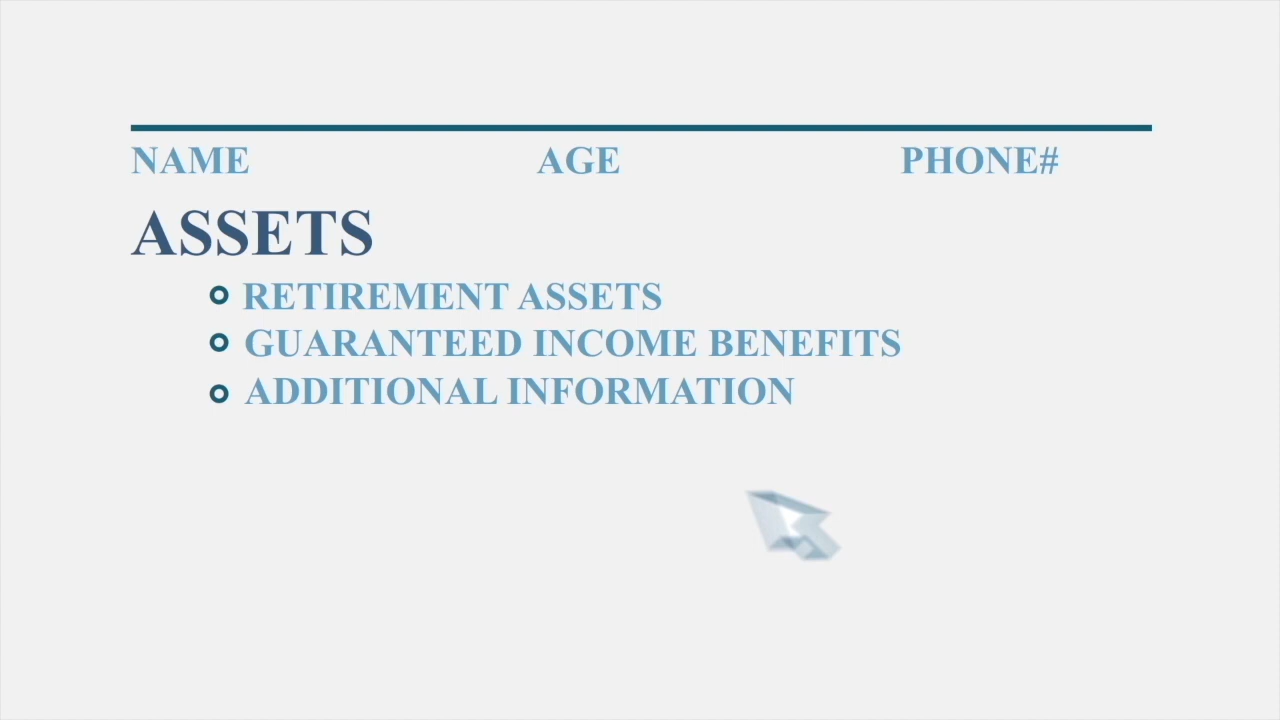 NAME AGE PHONE#
ASSETS
RETIREMENT ASSETS
GUARANTEED INCOME BENEFITS
ADDITIONAL INFORMATION